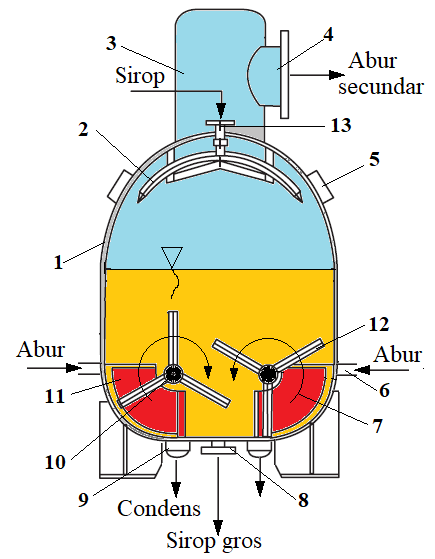 3
4
Sirop
Abur
secundar
13
2
5
1
12
Abur
Abur
11
6
7
10
9
8
Condens
Sirop gros